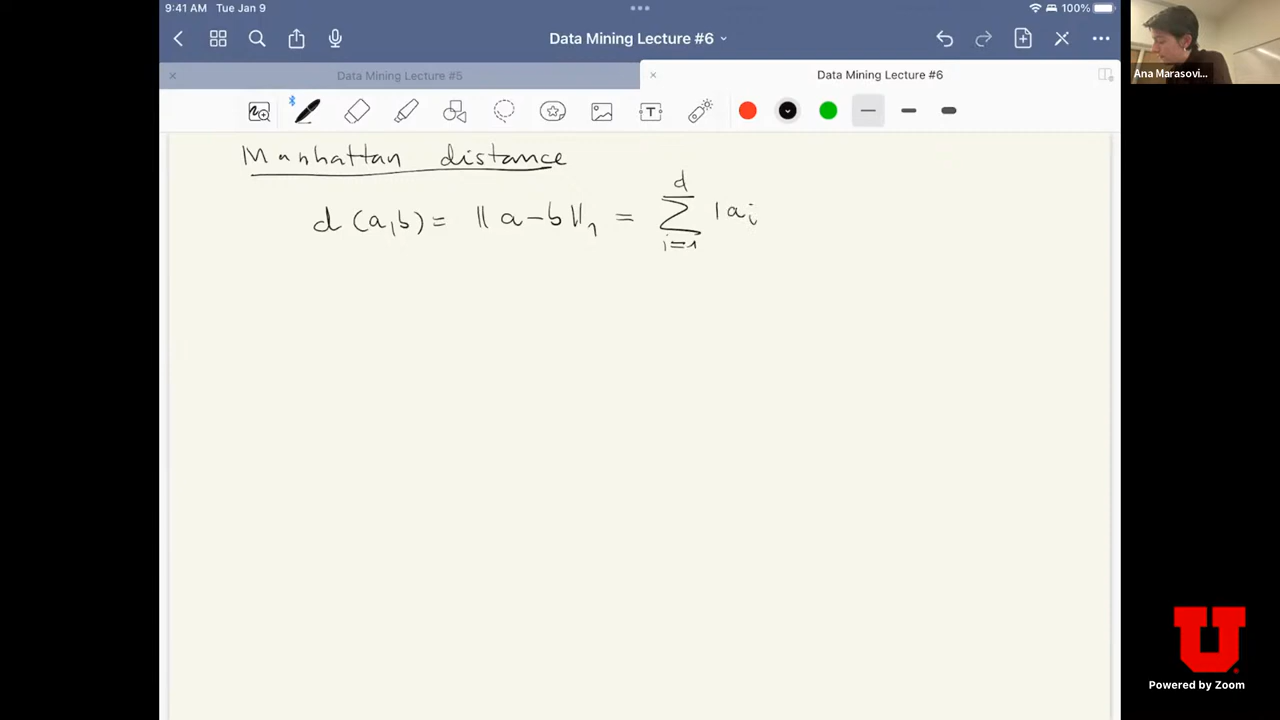 9:41 AM Tue Jan 9
100%
Data Mining Lecture #6
Data Mining Lecture #5
Data Mining Lecture #6
T
Ana Marasovi...
Manhattan distance
d (a,b) = ‖a-b‖₁ = ∑ᵢ₌₁ᵈ |aᵢ
U
Powered by Zoom